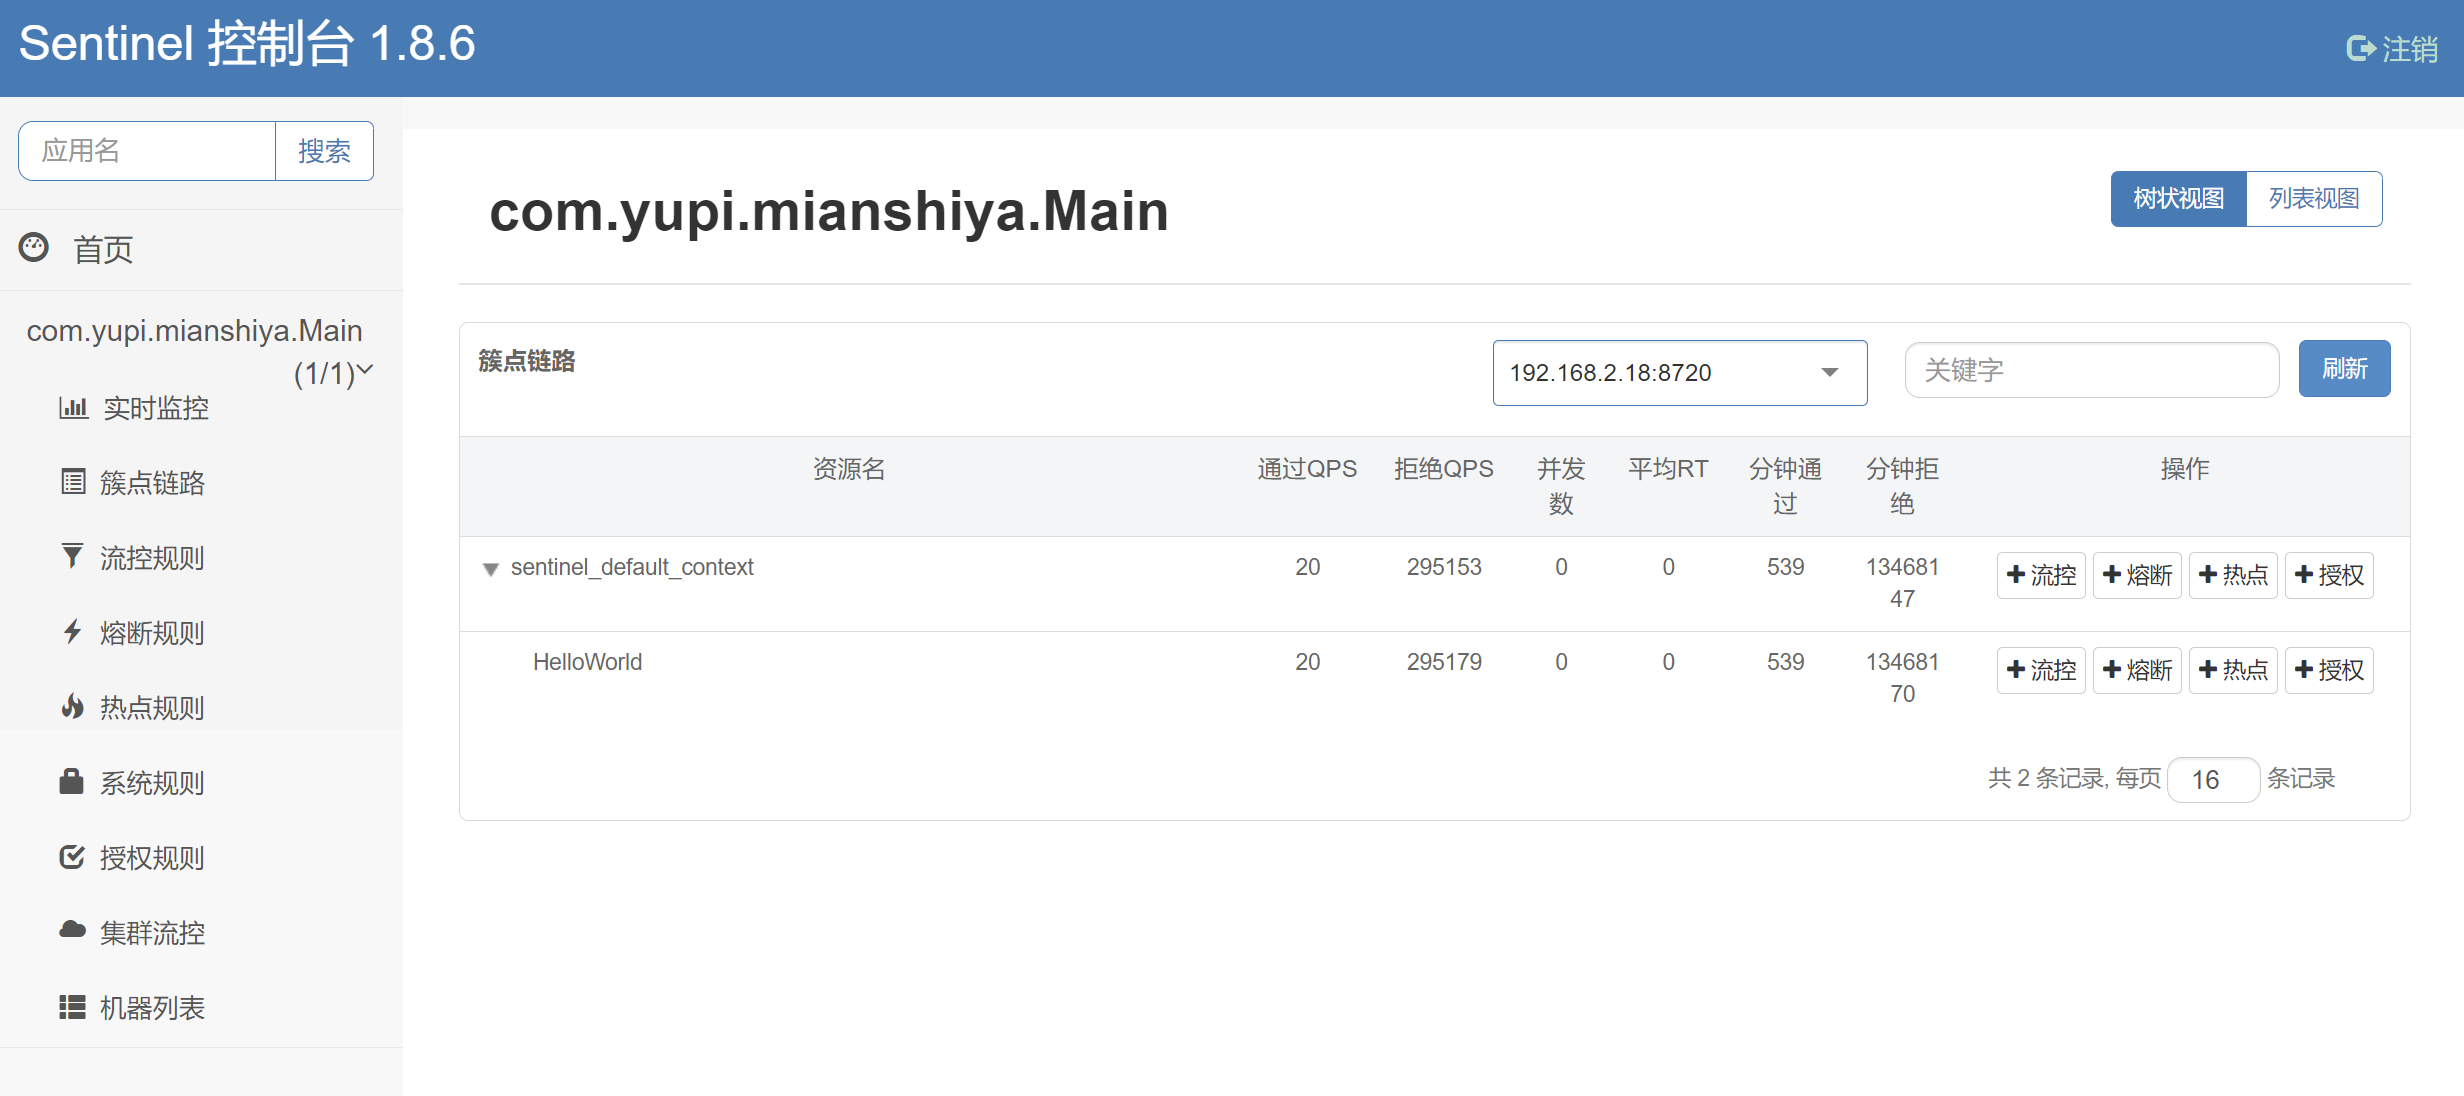 Sentinel 控制台 1.8.6
注销
应用名
搜索
首页
com.yupi.mianshiya.Main
(1/1)
实时监控
簇点链路
流控规则
熔断规则
热点规则
系统规则
授权规则
集群流控
机器列表
com.yupi.mianshiya.Main
树状视图
列表视图
簇点链路
192.168.2.18:8720
关键字
刷新
资源名 通过QPS 拒绝QPS 并发数 平均RT 分钟通过 分钟拒绝 操作
sentinel_default_context 20 295153 0 0 539 13468147 流控 熔断 热点 授权
HelloWorld 20 295179 0 0 539 13468170 流控 熔断 热点 授权
共 2 条记录, 每页 16 条记录